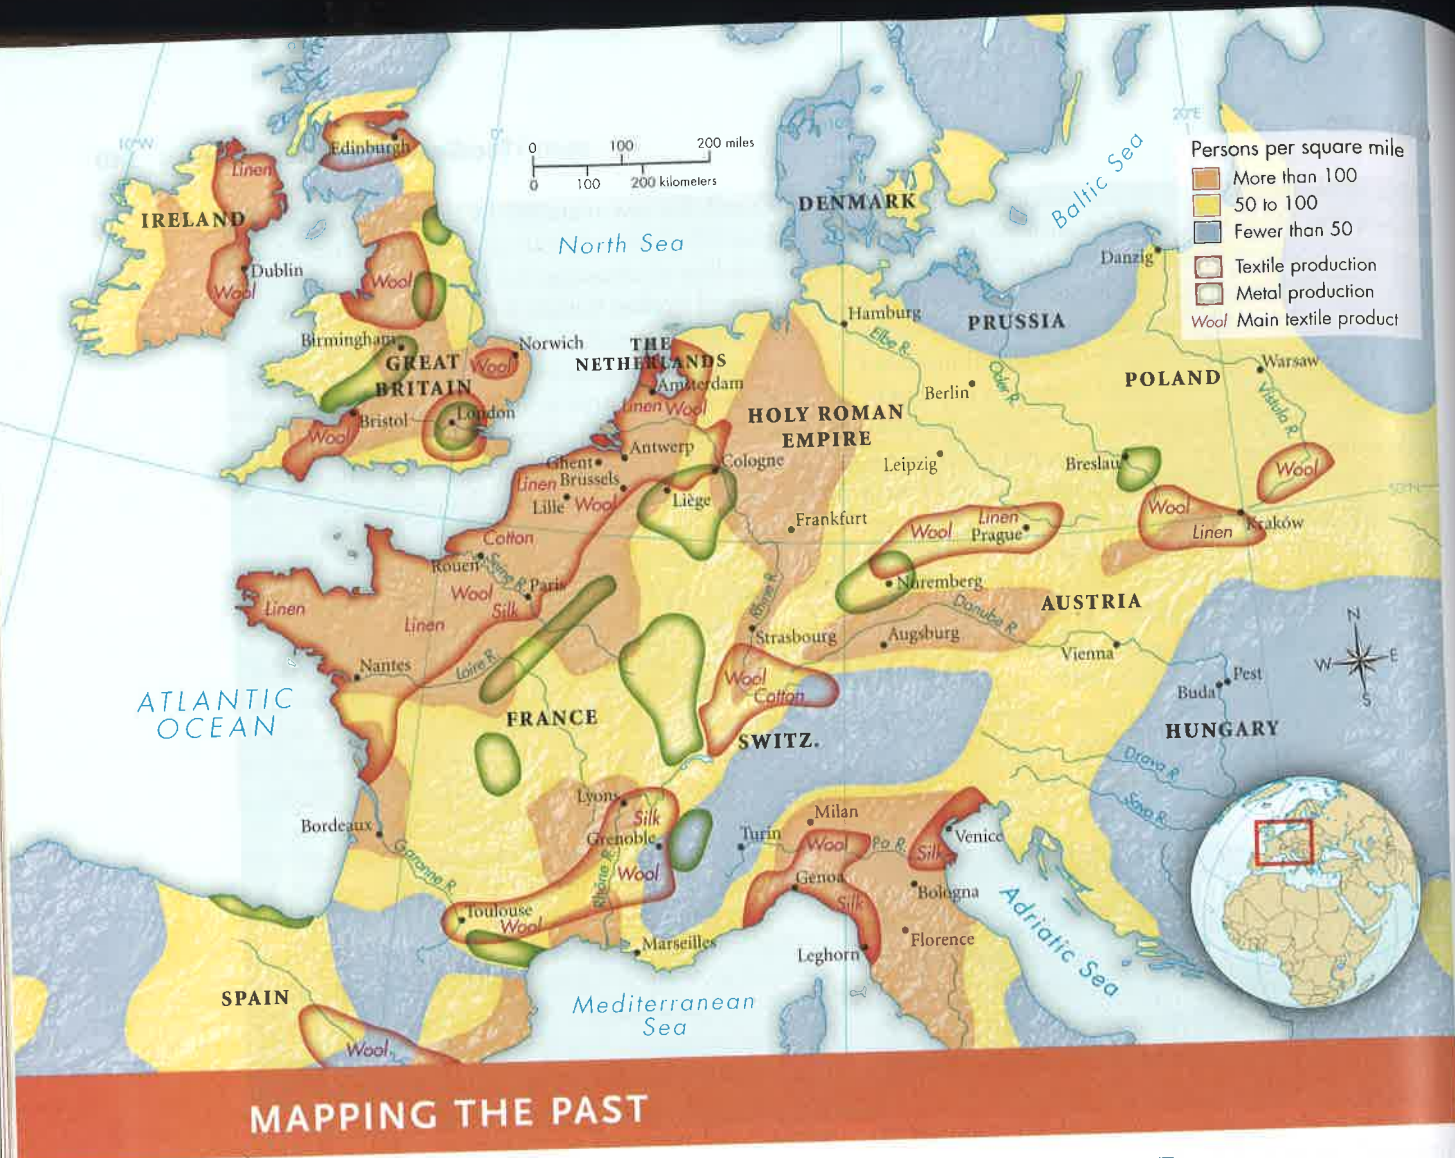 10°W
0°
10°
20°E
50°N
0 100 200 miles
0 100 200 kilometers
Persons per square mile
More than 100
50 to 100
Fewer than 50
Textile production
Metal production
Wool Main textile product
North Sea
Baltic Sea
ATLANTIC
OCEAN
Mediterranean
Sea
Adriatic Sea
IRELAND
Linen
Dublin
Wool
Edinburgh
Wool
Birmingham
GREAT
BRITAIN
Wool
Norwich
Bristol
London
Wool
DENMARK
THE
NETHERLANDS
Amsterdam
Linen Wool
Antwerp
Ghent
Brussels
Linen
Lille
Wool
Liège
Cologne
Cotton
Rouen
Seine R.
Wool
Paris
Silk
Linen
Linen
Nantes
Loire R.
FRANCE
Lyons
Silk
Grenoble
Wool
Rhône R.
Bordeaux
Garonne R.
Toulouse
Wool
Marseilles
SPAIN
Wool
Hamburg
Elbe R.
PRUSSIA
Danzig
Berlin
Oder R.
POLAND
Warsaw
Vistula R.
HOLY ROMAN
EMPIRE
Leipzig
Breslau
Wool
Wool
Linen
Kraków
Frankfurt
Wool
Linen
Prague
Nuremberg
Rhine R.
Strasbourg
Augsburg
Danube R.
AUSTRIA
Vienna
Wool
Cotton
SWITZ.
Pest
Buda
HUNGARY
Drava R.
Sava R.
Milan
Turin
Wool
Po R.
Silk
Venice
Genoa
Silk
Bologna
Leghorn
Florence
N
W
E
S
MAPPING THE PAST